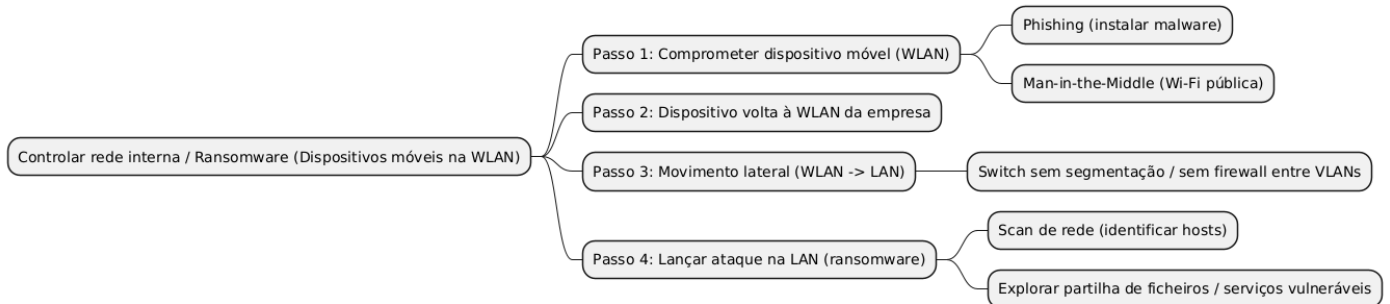 Controlar rede interna / Ransomware (Dispositivos móveis na WLAN)
Passo 1: Comprometer dispositivo móvel (WLAN)
Phishing (instalar malware)
Man-in-the-Middle (Wi-Fi pública)
Passo 2: Dispositivo volta à WLAN da empresa
Passo 3: Movimento lateral (WLAN -> LAN)
Switch sem segmentação / sem firewall entre VLANs
Passo 4: Lançar ataque na LAN (ransomware)
Scan de rede (identificar hosts)
Explorar partilha de ficheiros / serviços vulneráveis